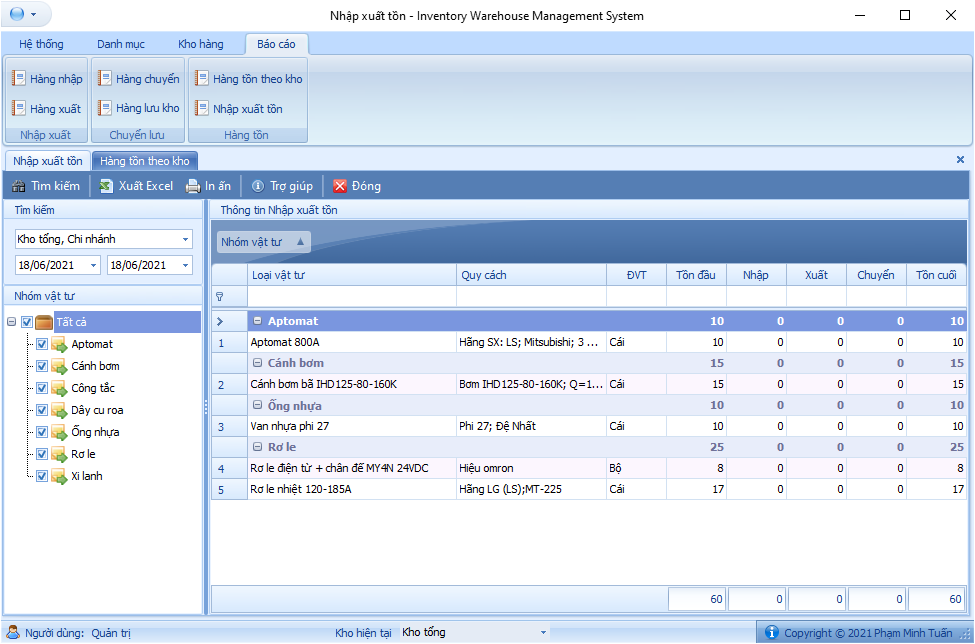 Nhập xuất tồn - Inventory Warehouse Management System
Hệ thống Danh mục Kho hàng Báo cáo
Hàng nhập Hàng chuyển Hàng tồn theo kho
Hàng xuất Hàng lưu kho Nhập xuất tồn
Nhập xuất Chuyển lưu Hàng tồn
Nhập xuất tồn Hàng tồn theo kho
Tìm kiếm Xuất Excel In ấn Trợ giúp Đóng
Tìm kiếm
Kho tổng, Chi nhánh
18/06/2021 18/06/2021
Nhóm vật tư
Tất cả
Aptomat
Cánh bơm
Công tắc
Dây cu roa
Ống nhựa
Rơ le
Xi lanh
Thông tin Nhập xuất tồn
Nhóm vật tư
Loại vật tư Quy cách ĐVT Tồn đầu Nhập Xuất Chuyển Tồn cuối
Aptomat 10 0 0 0 10
1 Aptomat 800A Hãng SX: LS; Mitsubishi; 3 ... Cái 10 0 0 0 10
Cánh bơm 15 0 0 0 15
2 Cánh bơm bã IHD125-80-160K Bơm IHD125-80-160K; Q=1... Cái 15 0 0 0 15
Ống nhựa 10 0 0 0 10
3 Van nhựa phi 27 Phi 27; Đệ Nhất Cái 10 0 0 0 10
Rơ le 25 0 0 0 25
4 Rơ le điện từ + chân đế MY4N 24VDC Hiệu omron Bộ 8 0 0 0 8
5 Rơ le nhiệt 120-185A Hãng LG (LS);MT-225 Cái 17 0 0 0 17
60 0 0 0 60
Người dùng: Quản trị Kho hiện tại Kho tổng Copyright © 2021 Phạm Minh Tuấn